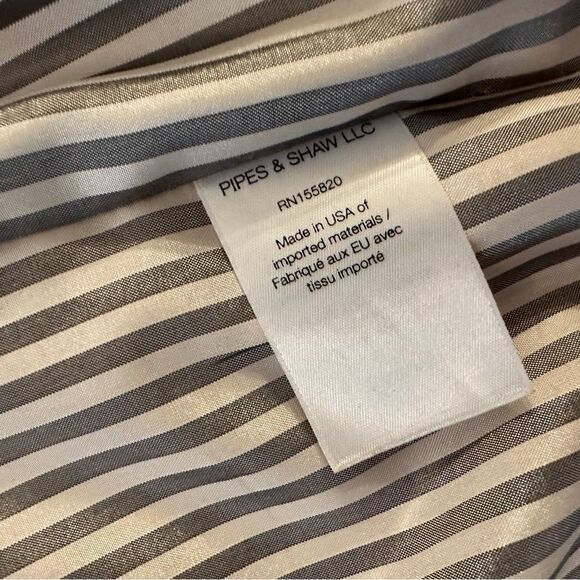 PIPES & SHAW LLC
RN155820
Made in USA of
imported materials /
Fabriqué aux EU avec
tissu importé